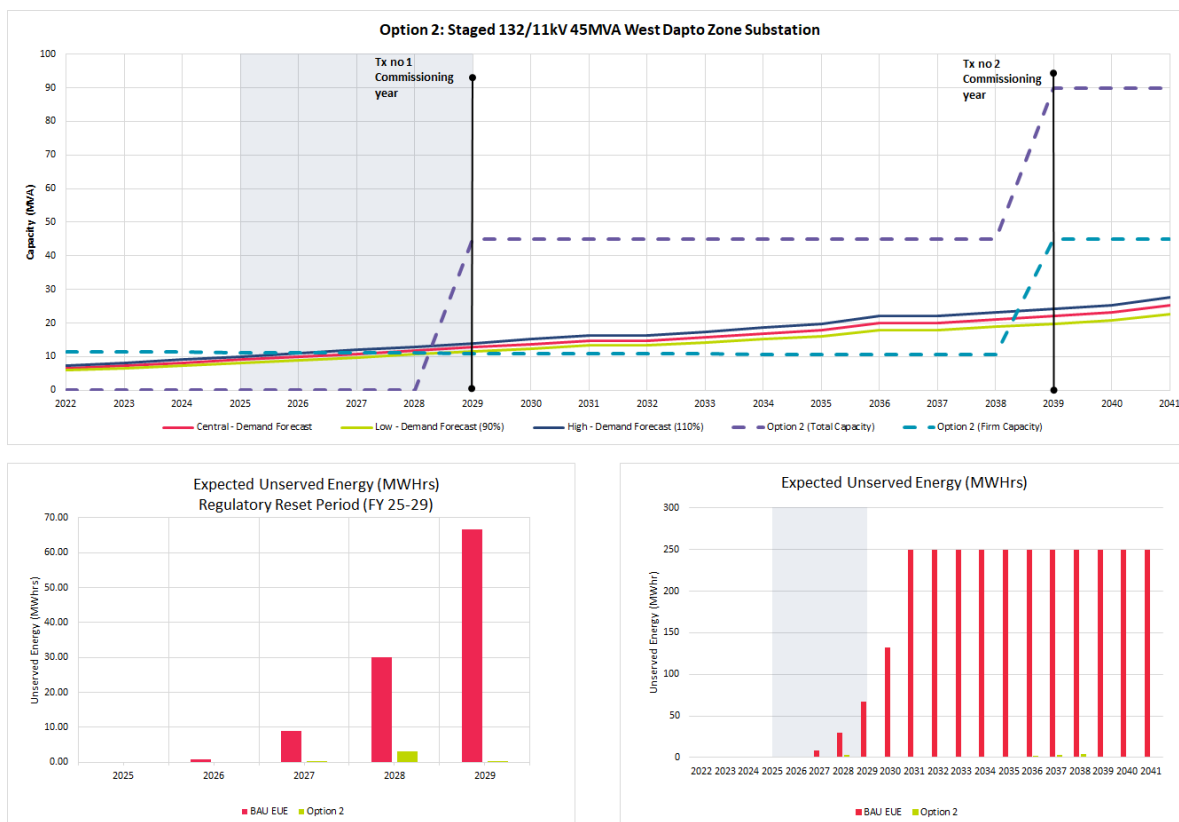 Option 2: Staged 132/11kV 45MVA West Dapto Zone Substation
100
90
80
70
60
50
40
30
20
10
0
Capacity (MVA)
Tx no 1
Commissioning
year
Tx no 2
Commissioning
year
2022 2023 2024 2025 2026 2027 2028 2029 2030 2031 2032 2033 2034 2035 2036 2037 2038 2039 2040 2041
Central - Demand Forecast Low - Demand Forecast (90%) High - Demand Forecast (110%) Option 2 (Total Capacity) Option 2 (Firm Capacity)
Expected Unserved Energy (MWHrs)
Regulatory Reset Period (FY 25-29)
70.00
60.00
50.00
40.00
30.00
20.00
10.00
0.00
Unserved Energy (MWhrs)
2025 2026 2027 2028 2029
BAU EUE Option 2
Expected Unserved Energy (MWHrs)
300
250
200
150
100
50
0
Unserved Energy (MWhr)
2022 2023 2024 2025 2026 2027 2028 2029 2030 2031 2032 2033 2034 2035 2036 2037 2038 2039 2040 2041
BAU EUE Option 2